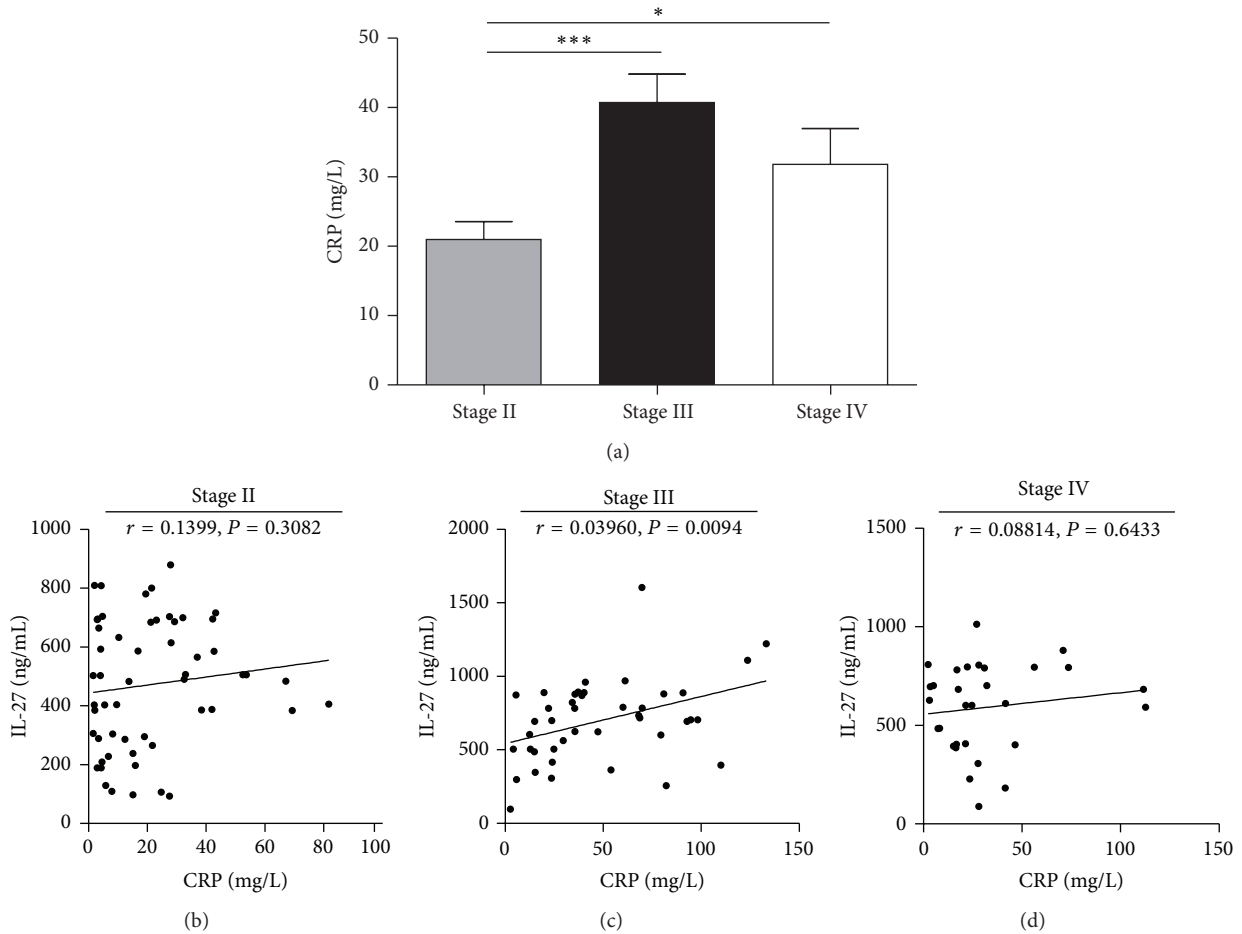 *
***
50
40
30
20
10
0
CRP (mg/L)
Stage II
Stage III
Stage IV
(a)
Stage II
r = 0.1399, P = 0.3082
1000
800
600
400
200
0
IL-27 (ng/mL)
0 20 40 60 80 100
CRP (mg/L)
(b)
Stage III
r = 0.03960, P = 0.0094
2000
1500
1000
500
0
IL-27 (ng/mL)
0 50 100 150
CRP (mg/L)
(c)
Stage IV
r = 0.08814, P = 0.6433
1500
1000
500
0
IL-27 (ng/mL)
0 50 100 150
CRP (mg/L)
(d)